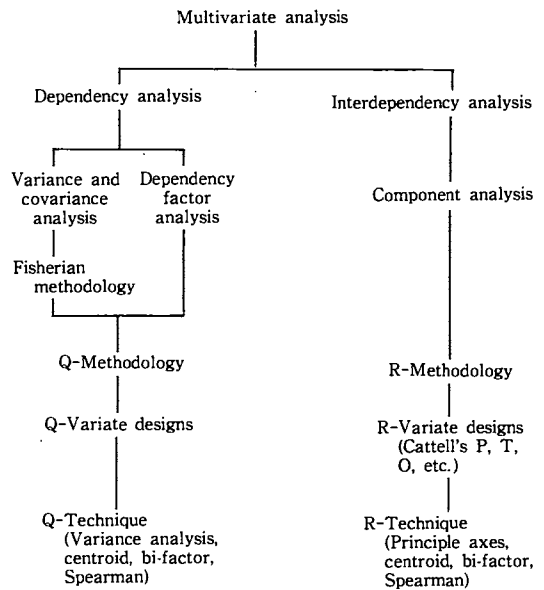 Multivariate analysis
Dependency analysis
Interdependency analysis
Variance and
covariance
analysis
Dependency
factor
analysis
Component analysis
Fisherian
methodology
Q-Methodology
R-Methodology
Q-Variate designs
R-Variate designs
(Cattell's P, T,
O, etc.)
Q-Technique
(Variance analysis,
centroid, bi-factor,
Spearman)
R-Technique
(Principle axes,
centroid, bi-factor,
Spearman)